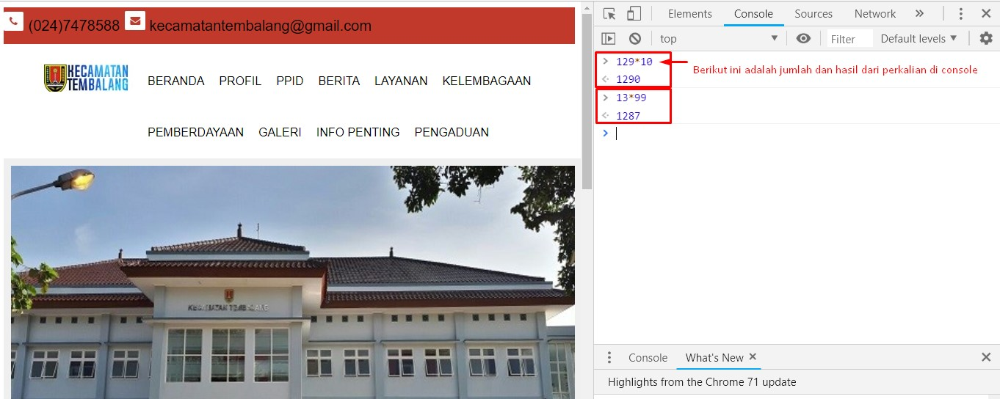 (024)7478588 kecamatantembalang@gmail.com
KECAMATAN
TEMBALANG
BERANDA PROFIL PPID BERITA LAYANAN KELEMBAGAAN
PEMBERDAYAAN GALERI INFO PENTING PENGADUAN
KECAMATAN TEMBALANG
Elements Console Sources Network
top Filter Default levels
129*10
Berikut ini adalah jumlah dan hasil dari perkalian di console
1290
13*99
1287
Console What's New
Highlights from the Chrome 71 update